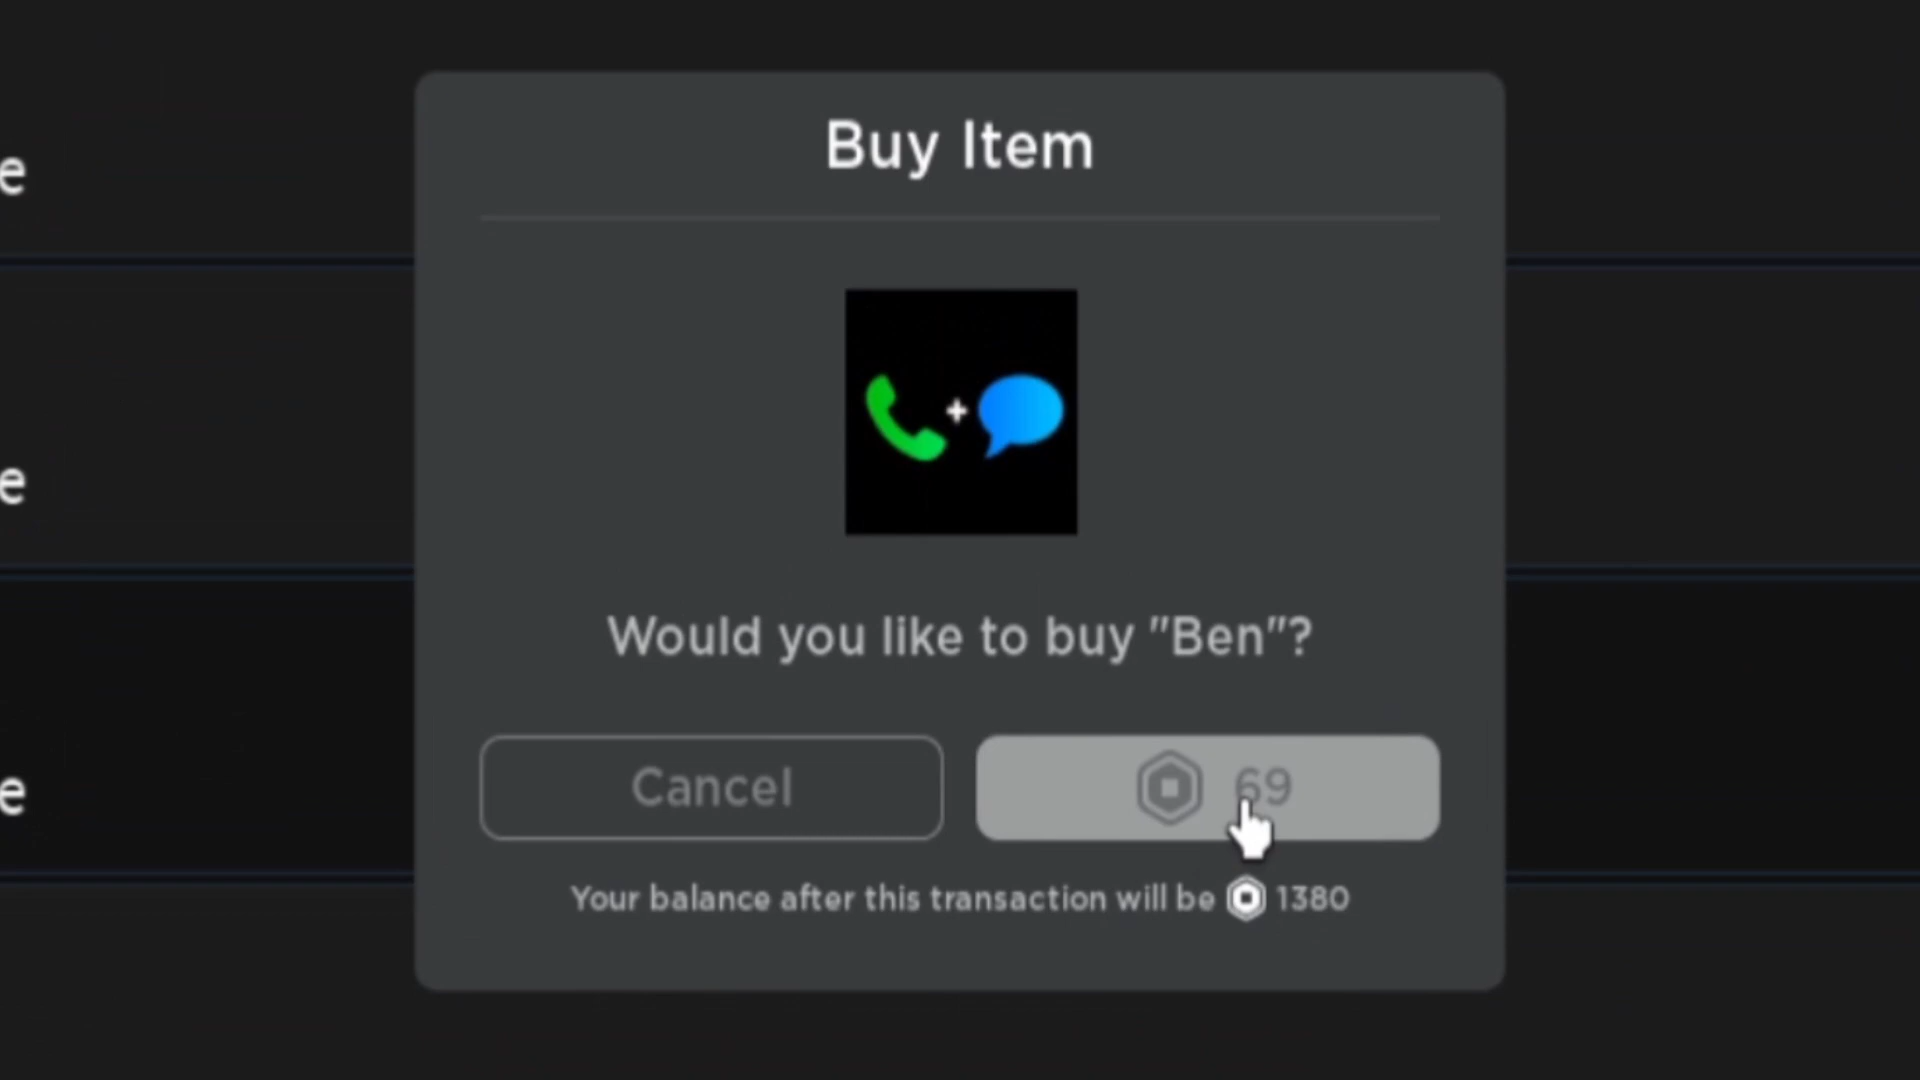 Buy Item
e
e
Would you like to buy "Ben"?
Cancel
69
e
Your balance after this transaction will be 1380